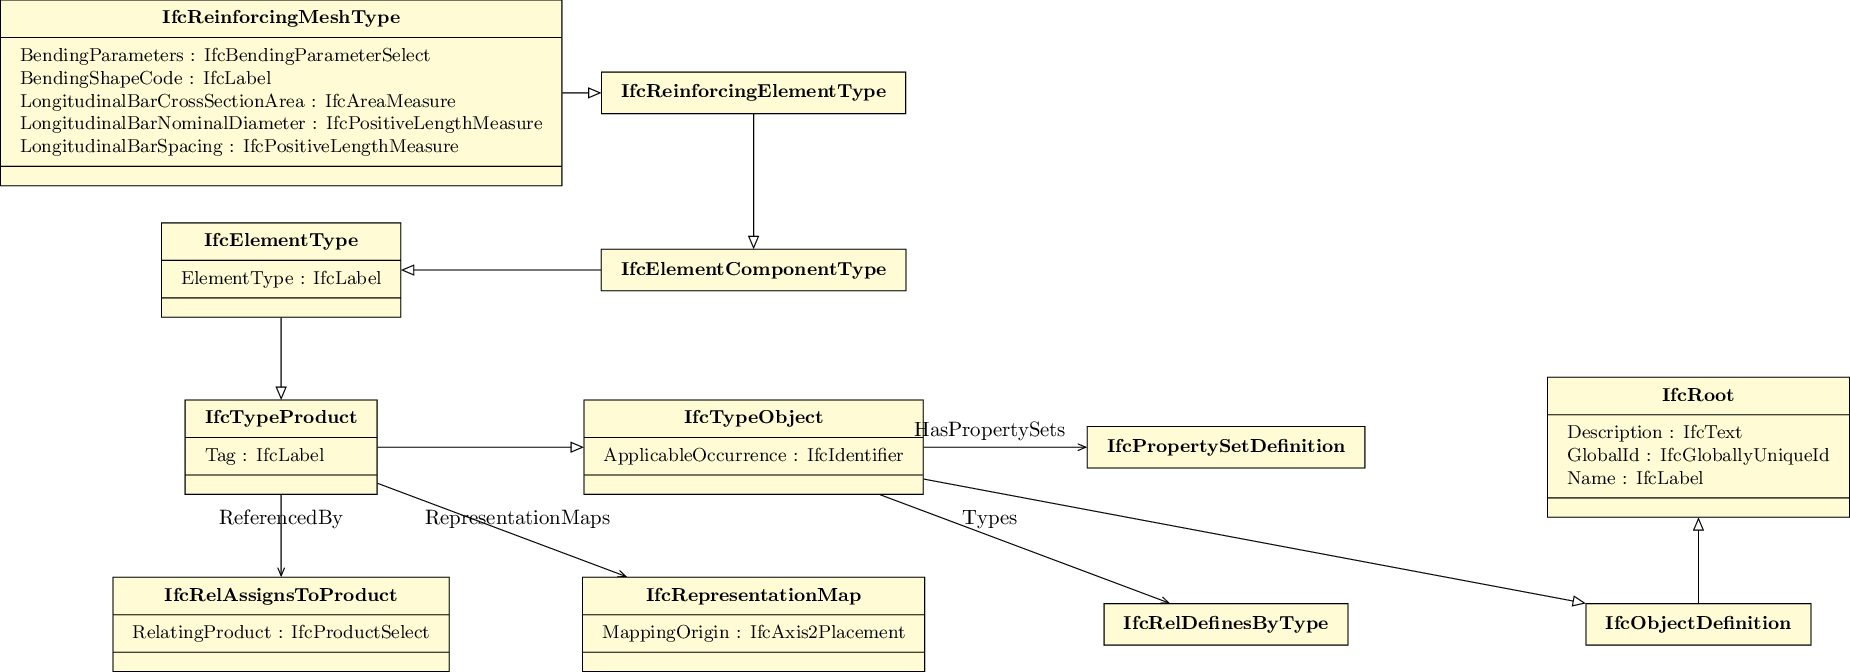 IfcReinforcingMeshType
BendingParameters : IfcBendingParameterSelect
BendingShapeCode : IfcLabel
LongitudinalBarCrossSectionArea : IfcAreaMeasure
LongitudinalBarNominalDiameter : IfcPositiveLengthMeasure
LongitudinalBarSpacing : IfcPositiveLengthMeasure
IfcReinforcingElementType
IfcElementType
ElementType : IfcLabel
IfcElementComponentType
IfcTypeProduct
Tag : IfcLabel
IfcTypeObject
ApplicableOccurrence : IfcIdentifier
HasPropertySets
IfcPropertySetDefinition
IfcRoot
Description : IfcText
GlobalId : IfcGloballyUniqueId
Name : IfcLabel
ReferencedBy
RepresentationMaps
Types
IfcRelAssignsToProduct
RelatingProduct : IfcProductSelect
IfcRepresentationMap
MappingOrigin : IfcAxis2Placement
IfcRelDefinesByType
IfcObjectDefinition